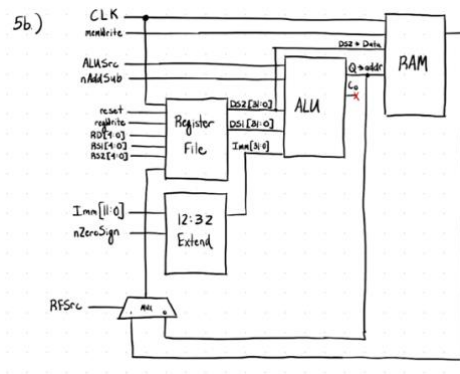 5b.)
CLK
memWrite
DS2 → Data
ALUSrc
nAddSub
Q → addr
RAM
ALU
Co
reset
regWrite
RD[4:0]
RS1[4:0]
RS2[4:0]
Register
File
DS2[31:0]
DS1[31:0]
Imm[31:0]
Imm[11:0]
nZeroSign
12:32
Extend
RFSrc
MUX